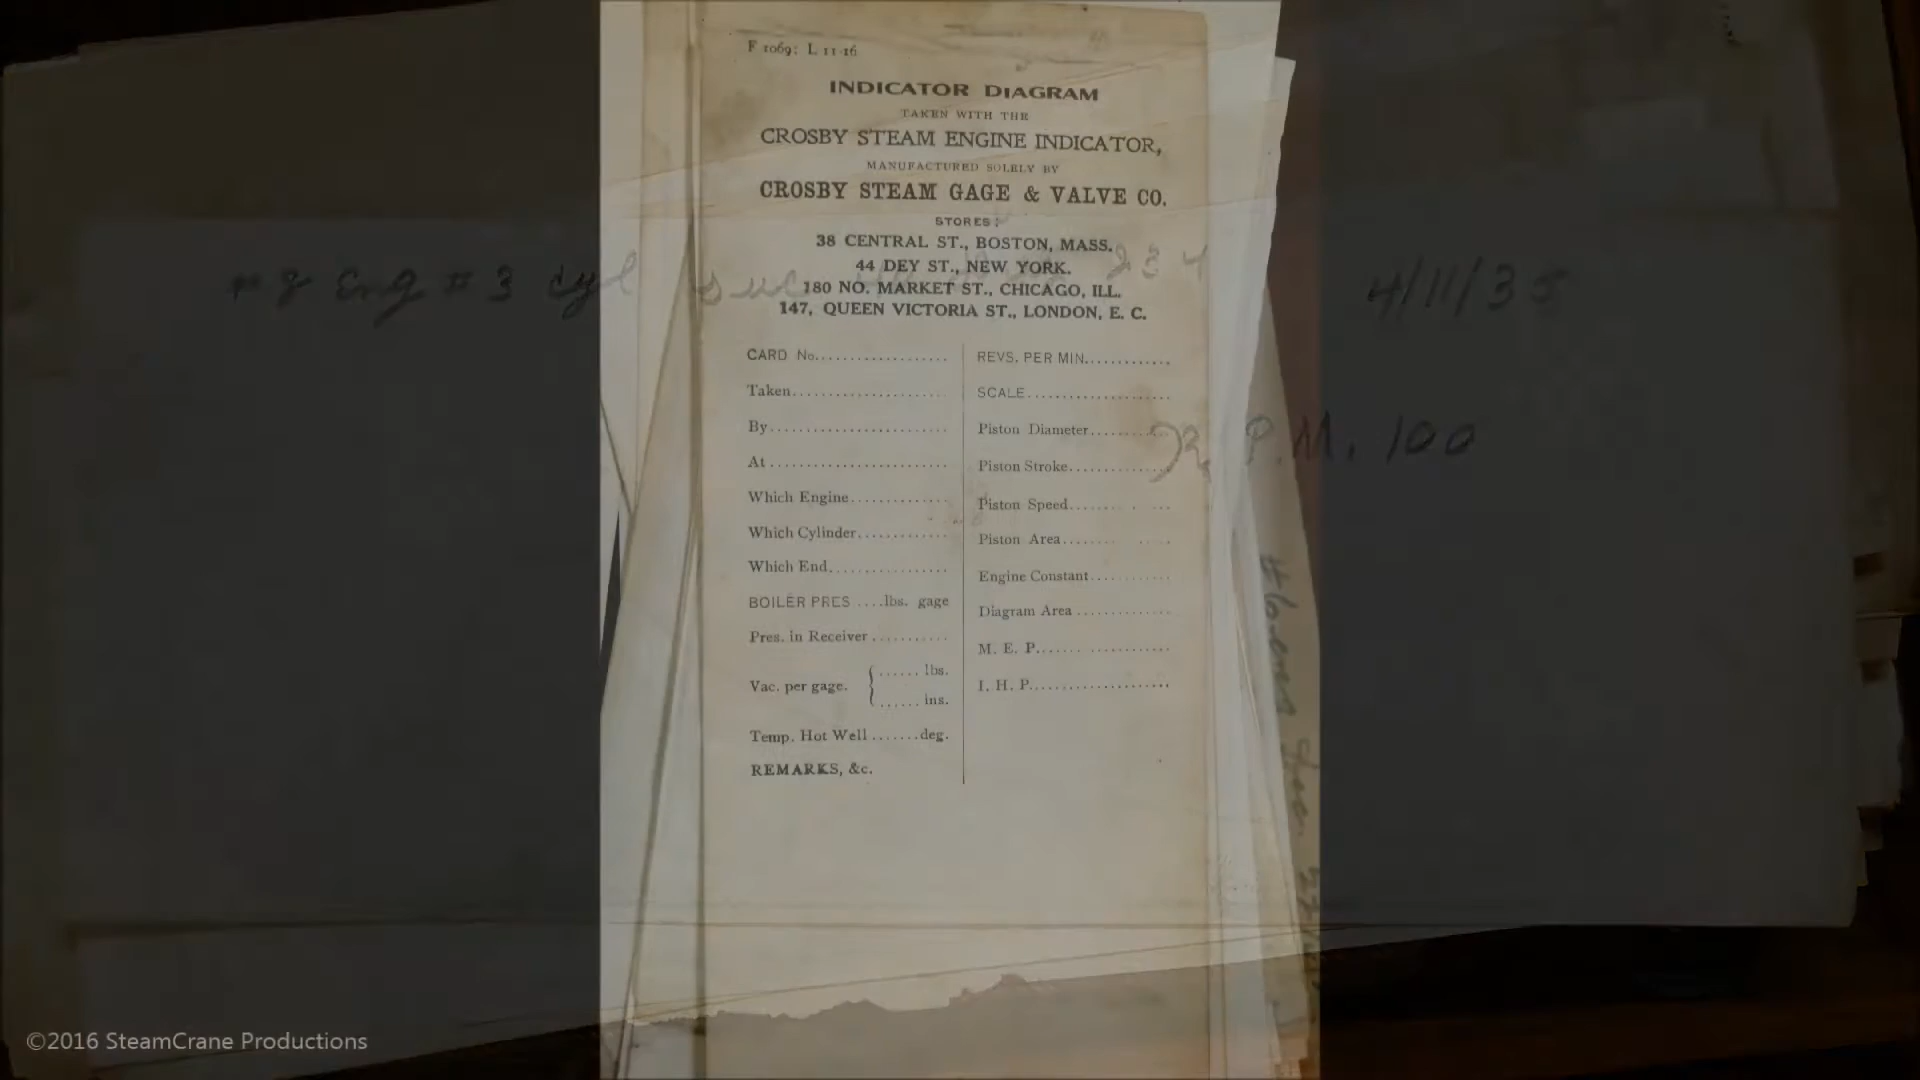 F 1069: L 11-16
INDICATOR DIAGRAM
TAKEN WITH THE
CROSBY STEAM ENGINE INDICATOR,
MANUFACTURED SOLELY BY
CROSBY STEAM GAGE & VALVE CO.
STORES:
38 CENTRAL ST., BOSTON, MASS.
44 DEY ST., NEW YORK.
180 NO. MARKET ST., CHICAGO, ILL.
147, QUEEN VICTORIA ST., LONDON, E. C.
#8 Eng #3 cyl 234 4/11/35
R.P.M. 100
CARD No....................
Taken......................
By.........................
At.........................
Which Engine..............
Which Cylinder.............
Which End.................
BOILER PRES ....lbs. gage
Pres. in Receiver ...........
Vac. per gage. { ...... lbs.
...... ins.
Temp. Hot Well .......deg.
REMARKS, &c.
REVS. PER MIN............
SCALE.....................
Piston Diameter............
Piston Stroke..............
Piston Speed........ . ...
Piston Area........ ....
Engine Constant............
Diagram Area ..............
M. E. P...... ............
I. H. P.....................
©2016 SteamCrane Productions